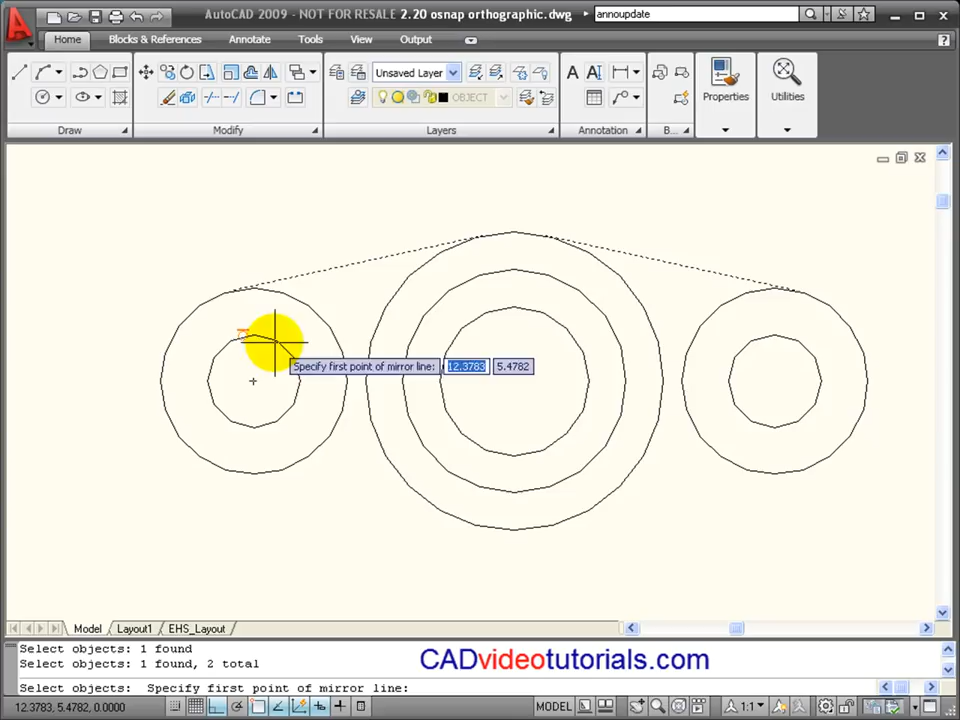 AutoCAD 2009 - NOT FOR RESALE 2.20 osnap orthographic.dwg
annoupdate
Home
Blocks & References
Annotate
Tools
View
Output
Unsaved Layer
OBJECT
Properties
Utilities
Draw
Modify
Layers
Annotation
B...
Specify first point of mirror line:
12.3783
5.4782
Model
Layout1
EHS_Layout
Select objects: 1 found
Select objects: 1 found, 2 total
Select objects: Specify first point of mirror line:
CADvideotutorials.com
12.3783, 5.4782, 0.0000
MODEL
1:1